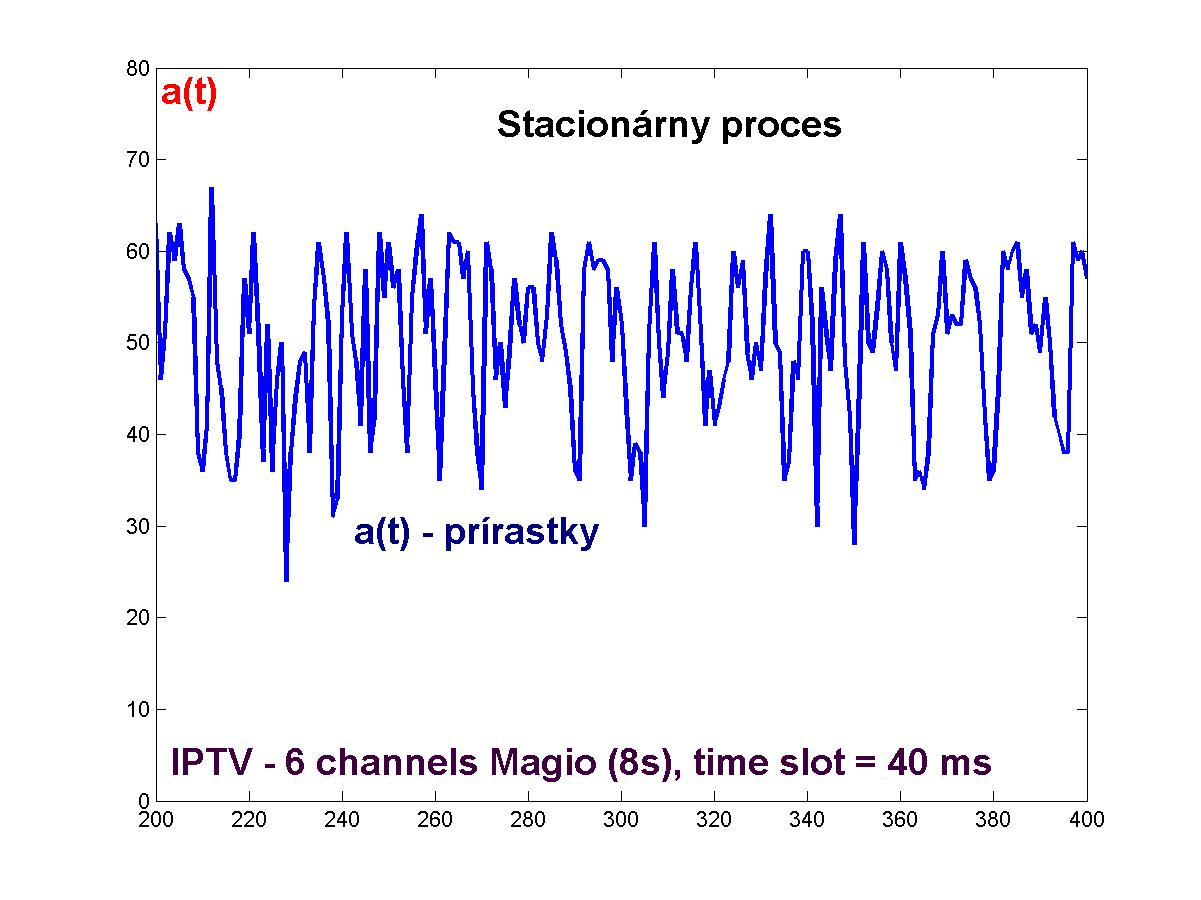 80
a(t)
Stacionárny proces
70
60
50
40
30
a(t) - prírastky
20
10
IPTV - 6 channels Magio (8s), time slot = 40 ms
0
200 220 240 260 280 300 320 340 360 380 400